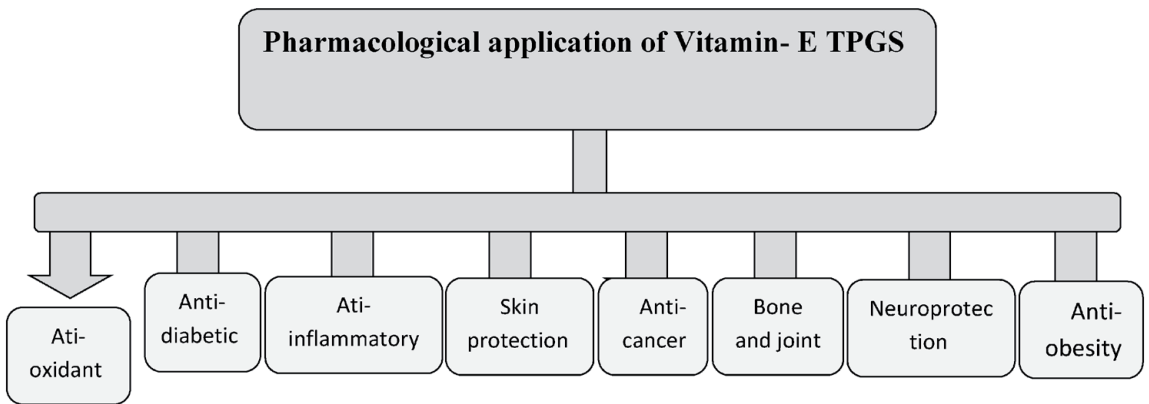 Pharmacological application of Vitamin- E TPGS
Ati-
oxidant
Anti-
diabetic
Ati-
inflammatory
Skin
protection
Anti-
cancer
Bone
and joint
Neuroprotec
tion
Anti-
obesity